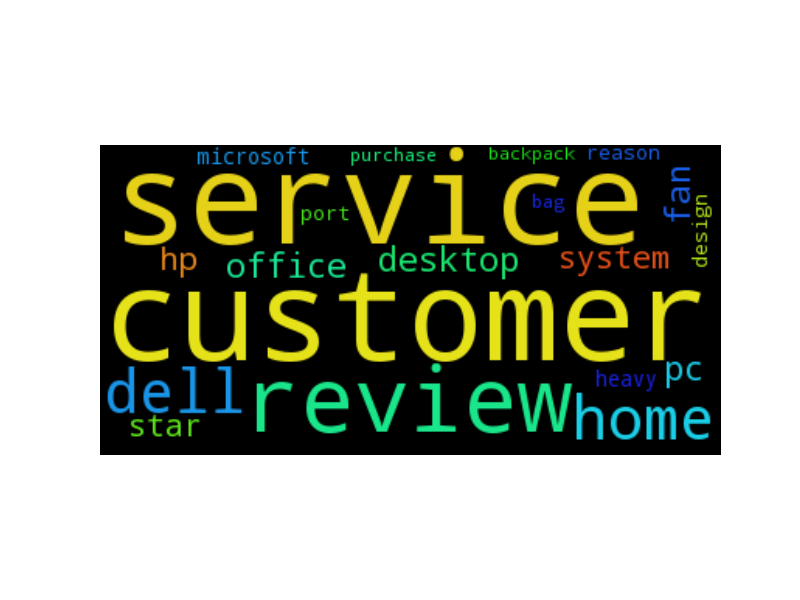 microsoft purchase backpack reason
service
port
bag
fan
design
hp office desktop system
customer
dell review home
heavy pc
star